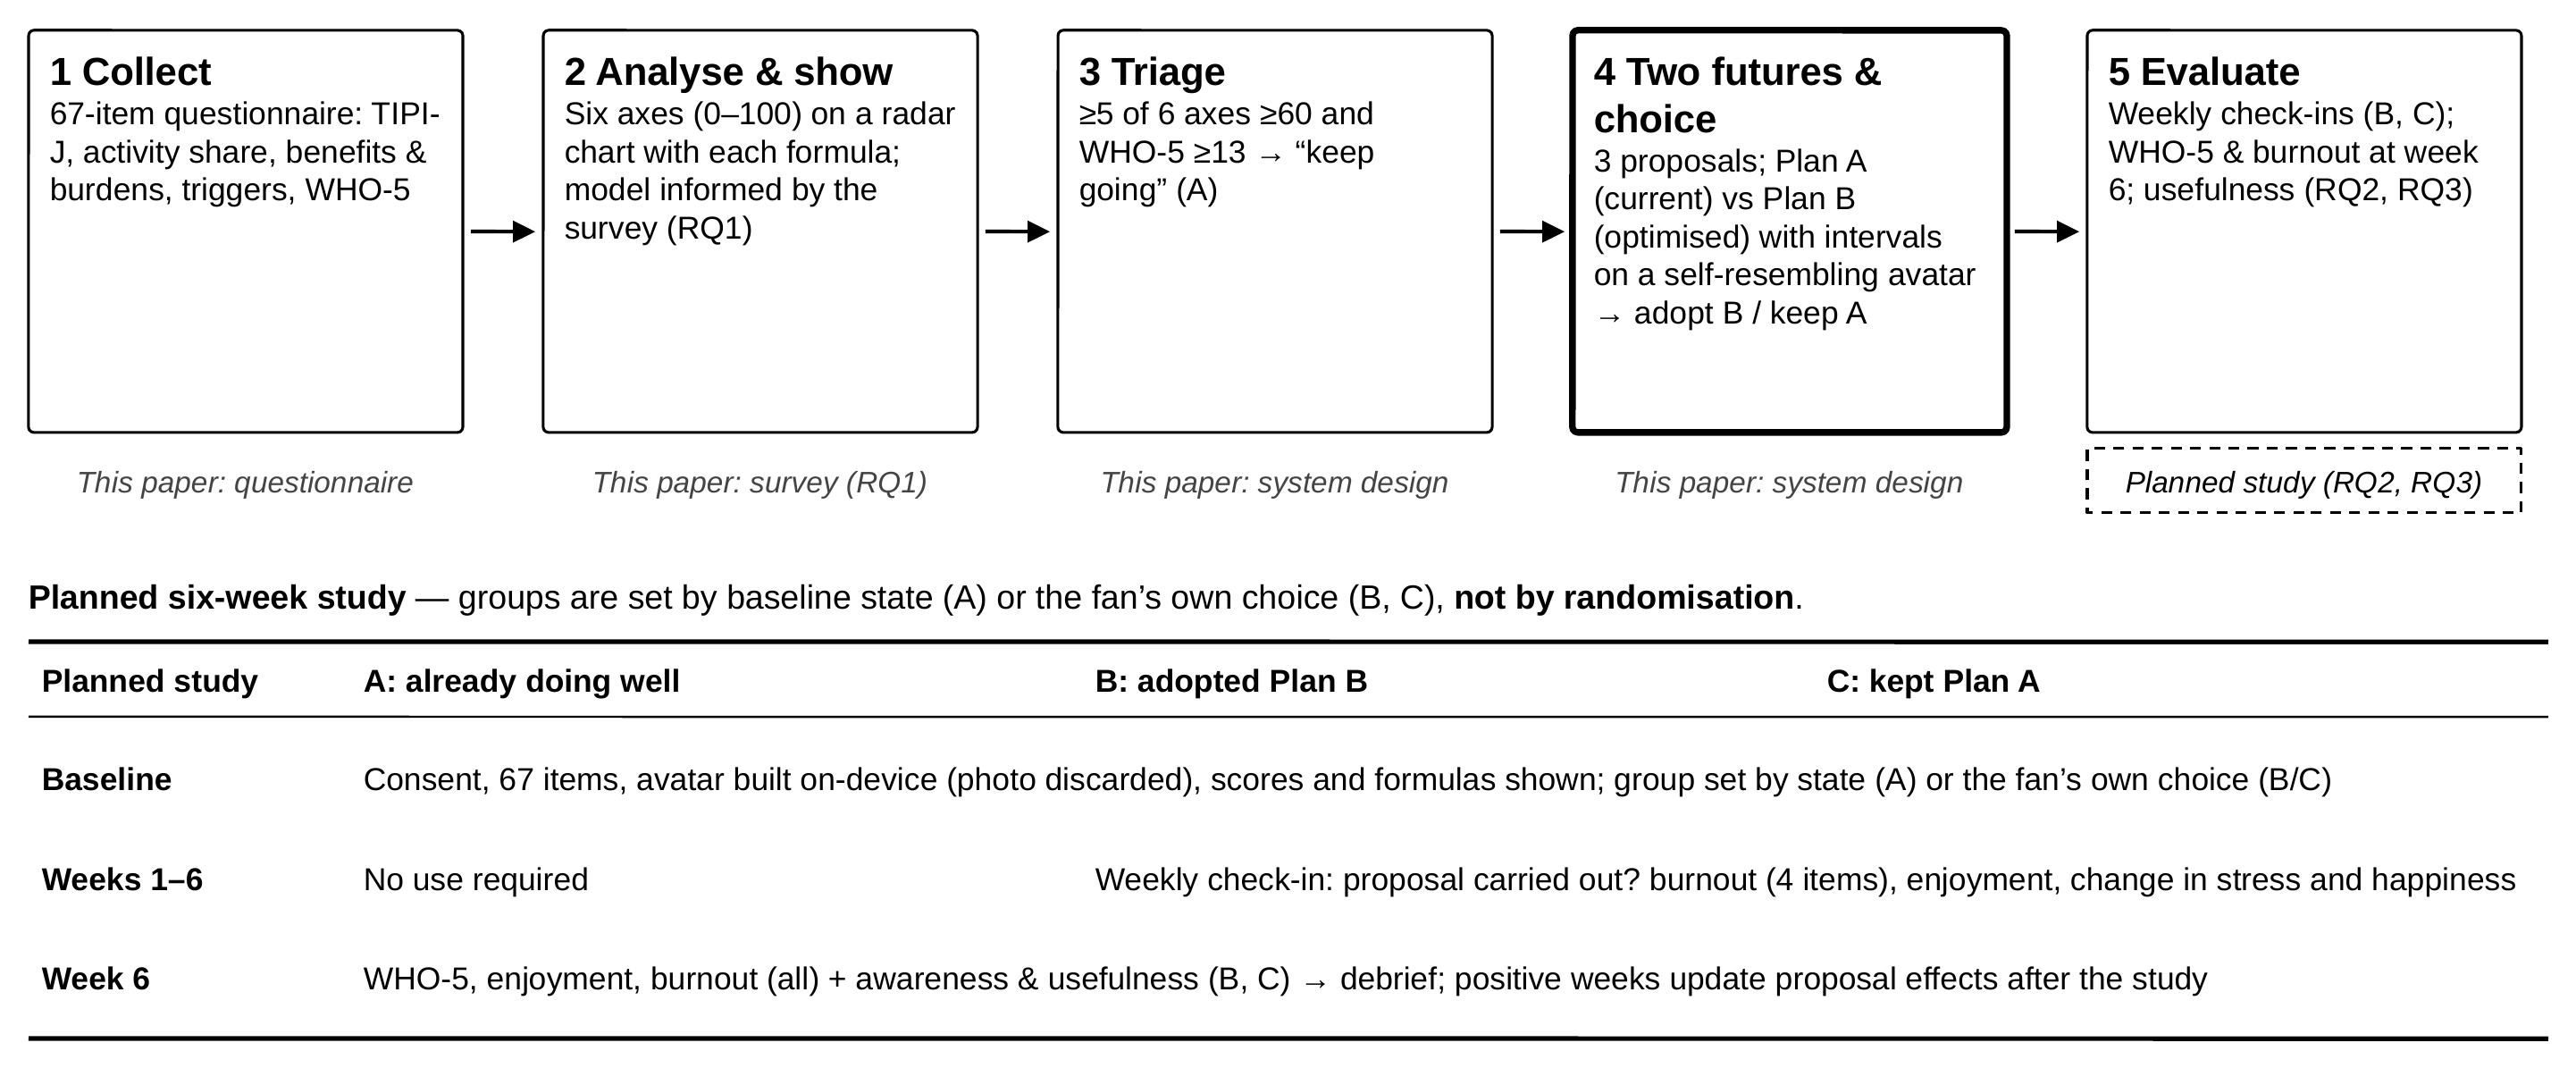 1 Collect
67-item questionnaire: TIPI-
J, activity share, benefits &
burdens, triggers, WHO-5
2 Analyse & show
Six axes (0–100) on a radar
chart with each formula;
model informed by the
survey (RQ1)
3 Triage
≥5 of 6 axes ≥60 and
WHO-5 ≥13 → “keep
going” (A)
4 Two futures &
choice
3 proposals; Plan A
(current) vs Plan B
(optimised) with intervals
on a self-resembling avatar
→ adopt B / keep A
5 Evaluate
Weekly check-ins (B, C);
WHO-5 & burnout at week
6; usefulness (RQ2, RQ3)
This paper: questionnaire
This paper: survey (RQ1)
This paper: system design
This paper: system design
Planned study (RQ2, RQ3)
Planned six-week study — groups are set by baseline state (A) or the fan’s own choice (B, C), not by randomisation.
Planned study A: already doing well B: adopted Plan B C: kept Plan A
Baseline Consent, 67 items, avatar built on-device (photo discarded), scores and formulas shown; group set by state (A) or the fan’s own choice (B/C)
Weeks 1–6 No use required Weekly check-in: proposal carried out? burnout (4 items), enjoyment, change in stress and happiness
Week 6 WHO-5, enjoyment, burnout (all) + awareness & usefulness (B, C) → debrief; positive weeks update proposal effects after the study